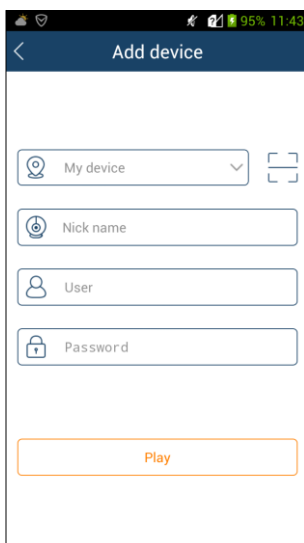 95% 11:43
Add device
My device
Nick name
User
Password
Play